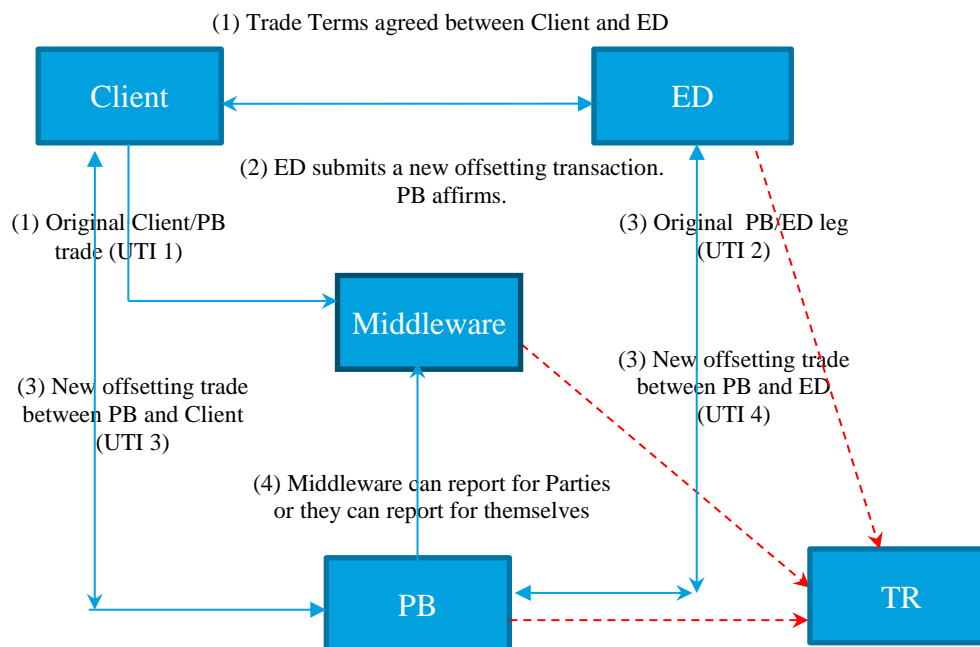 (1) Trade Terms agreed between Client and ED
Client
ED
(2) ED submits a new offsetting transaction.
PB affirms.
(1) Original Client/PB
trade (UTI 1)
(3) Original PB/ED leg
(UTI 2)
Middleware
(3) New offsetting trade
between PB and Client
(UTI 3)
(3) New offsetting trade
between PB and ED
(UTI 4)
(4) Middleware can report for Parties
or they can report for themselves
PB
TR